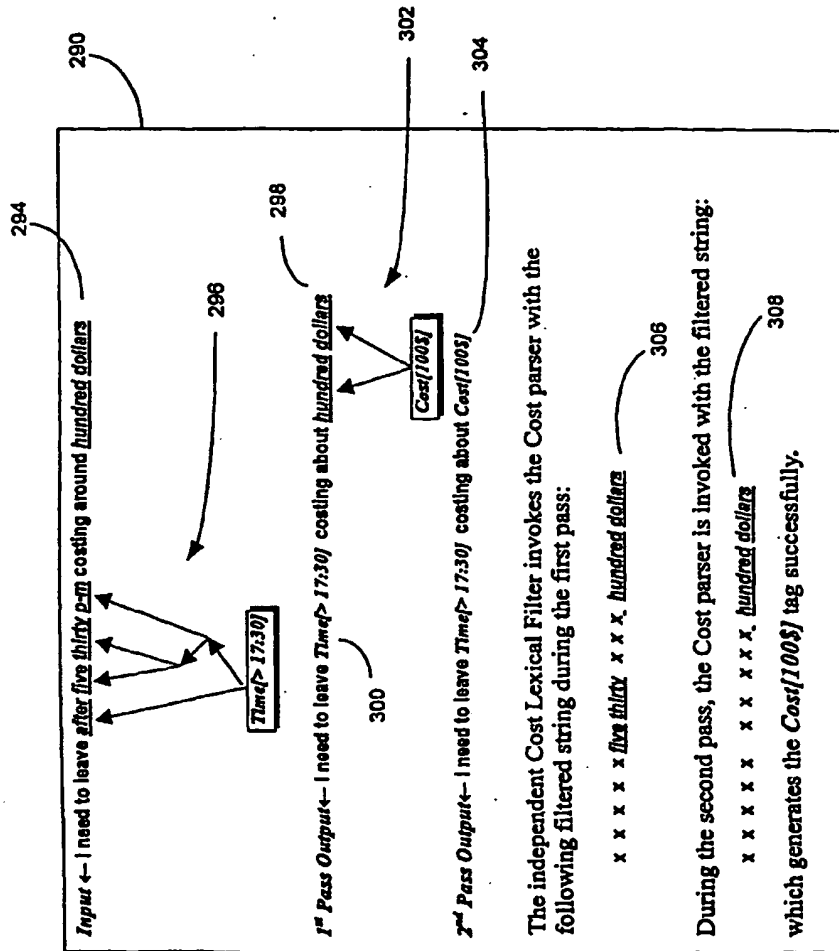 290
294
Input ← I need to leave after five thirty p-m costing around hundred dollars
296
Time[> 17:30]
298
1st Pass Output← I need to leave Time[> 17:30] costing about hundred dollars
300
302
Cost[100$]
304
2nd Pass Output← I need to leave Time[> 17:30] costing about Cost[100$]
The independent Cost Lexical Filter invokes the Cost parser with the
following filtered string during the first pass:
x x x x x five thirty x x x hundred dollars
306
During the second pass, the Cost parser is invoked with the filtered string:
x x x x x x x x x x hundred dollars
308
which generates the Cost[100$] tag successfully.